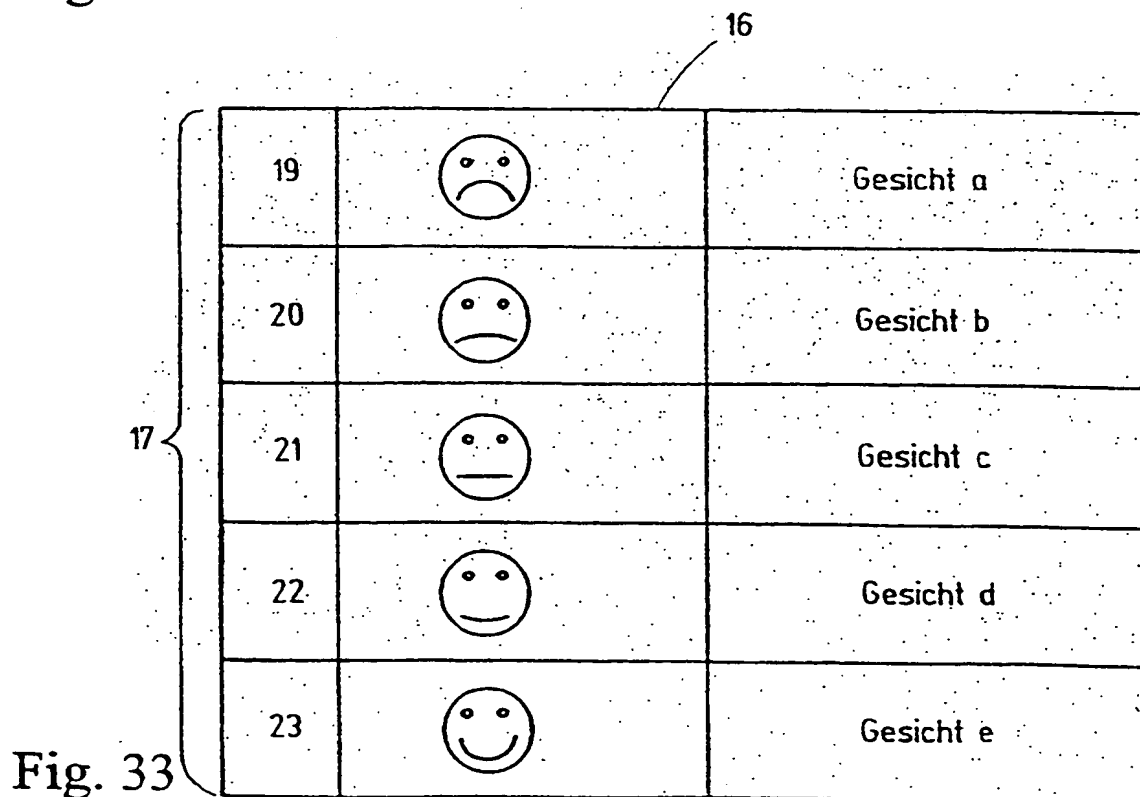 16
19 Gesicht a
20 Gesicht b
17
21 Gesicht c
22 Gesicht d
23 Gesicht e
Fig. 33